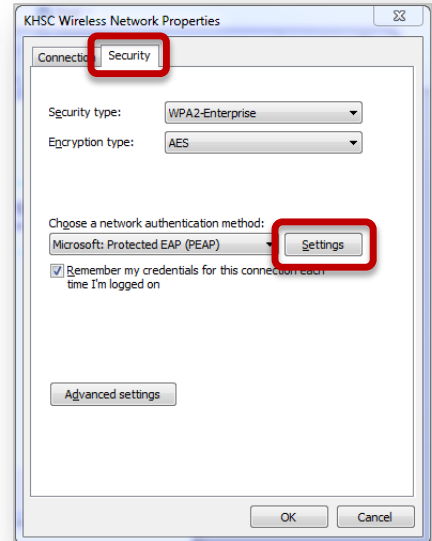 KHSC Wireless Network Properties
Connection Security
Security type: WPA2-Enterprise
Encryption type: AES
Choose a network authentication method:
Microsoft: Protected EAP (PEAP) Settings
Remember my credentials for this connection each
time I'm logged on
Advanced settings
OK Cancel